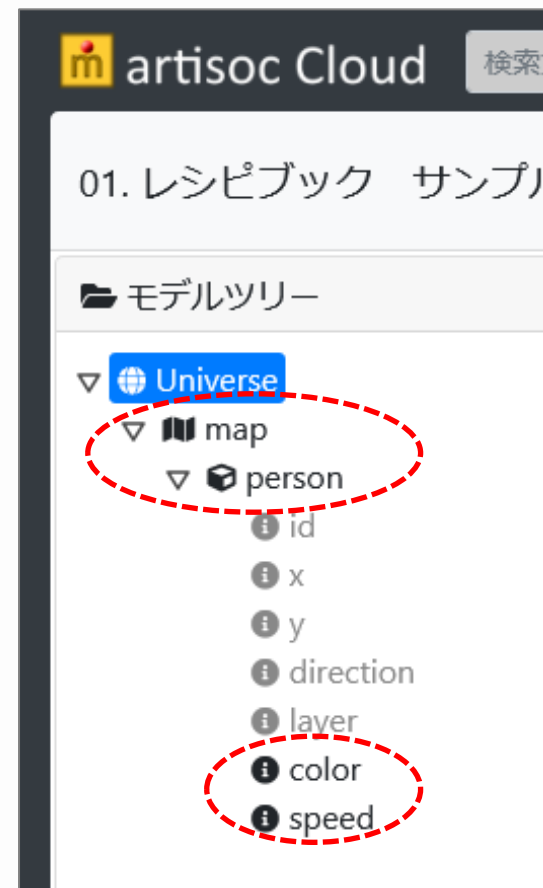 artisoc Cloud
検索
01. レシピブック サンプル
モデルツリー
Universe
map
person
id
x
y
direction
layer
color
speed